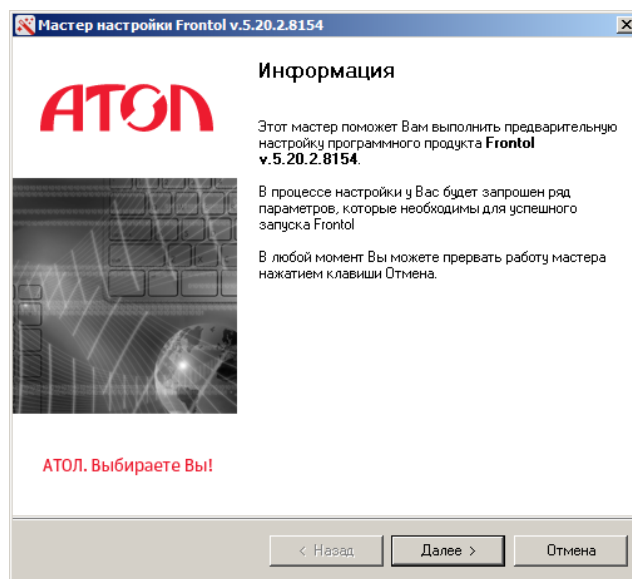 Мастер настройки Frontol v.5.20.2.8154
АТОЛ
Информация
Этот мастер поможет Вам выполнить предварительную
настройку программного продукта Frontol
v.5.20.2.8154.
В процессе настройки у Вас будет запрошен ряд
параметров, которые необходимы для успешного
запуска Frontol
В любой момент Вы можете прервать работу мастера
нажатием клавиши Отмена.
АТОЛ. Выбираете Вы!
< Назад
Далее >
Отмена